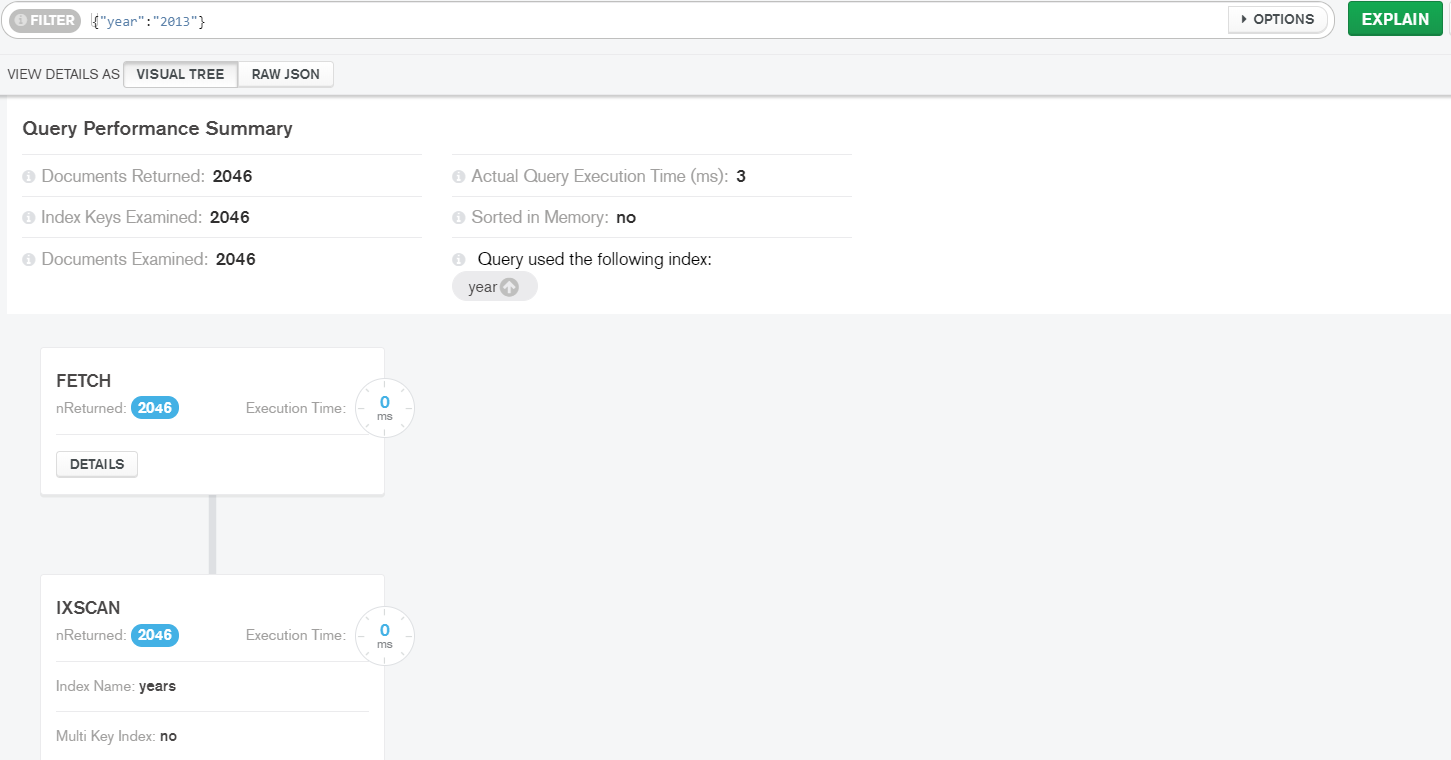 FILTER {"year":"2013"} OPTIONS EXPLAIN
VIEW DETAILS AS VISUAL TREE RAW JSON
Query Performance Summary
Documents Returned: 2046
Index Keys Examined: 2046
Documents Examined: 2046
Actual Query Execution Time (ms): 3
Sorted in Memory: no
Query used the following index:
year
FETCH
nReturned: 2046 Execution Time: 0 ms
DETAILS
IXSCAN
nReturned: 2046 Execution Time: 0 ms
Index Name: years
Multi Key Index: no